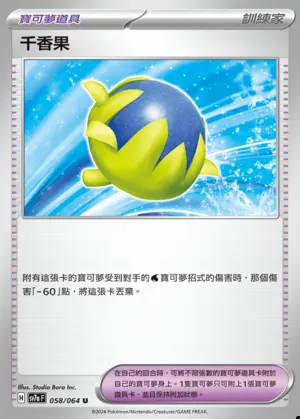 寶可夢道具
訓練家
千香果
附有這張卡的寶可夢受到對手的寶可夢招式的傷害時，那個傷
害「-60」點，將這張卡丟棄。
Illus. Studio Bora Inc.
H SV7a F 058/064 U
在自己的回合時，可將不限張數的寶可夢道具卡附於
自己的寶可夢身上。1隻寶可夢只可附上1張寶可夢
道具卡，並且保持附加狀態。
©2024 Pokémon/Nintendo/Creatures/GAME FREAK.